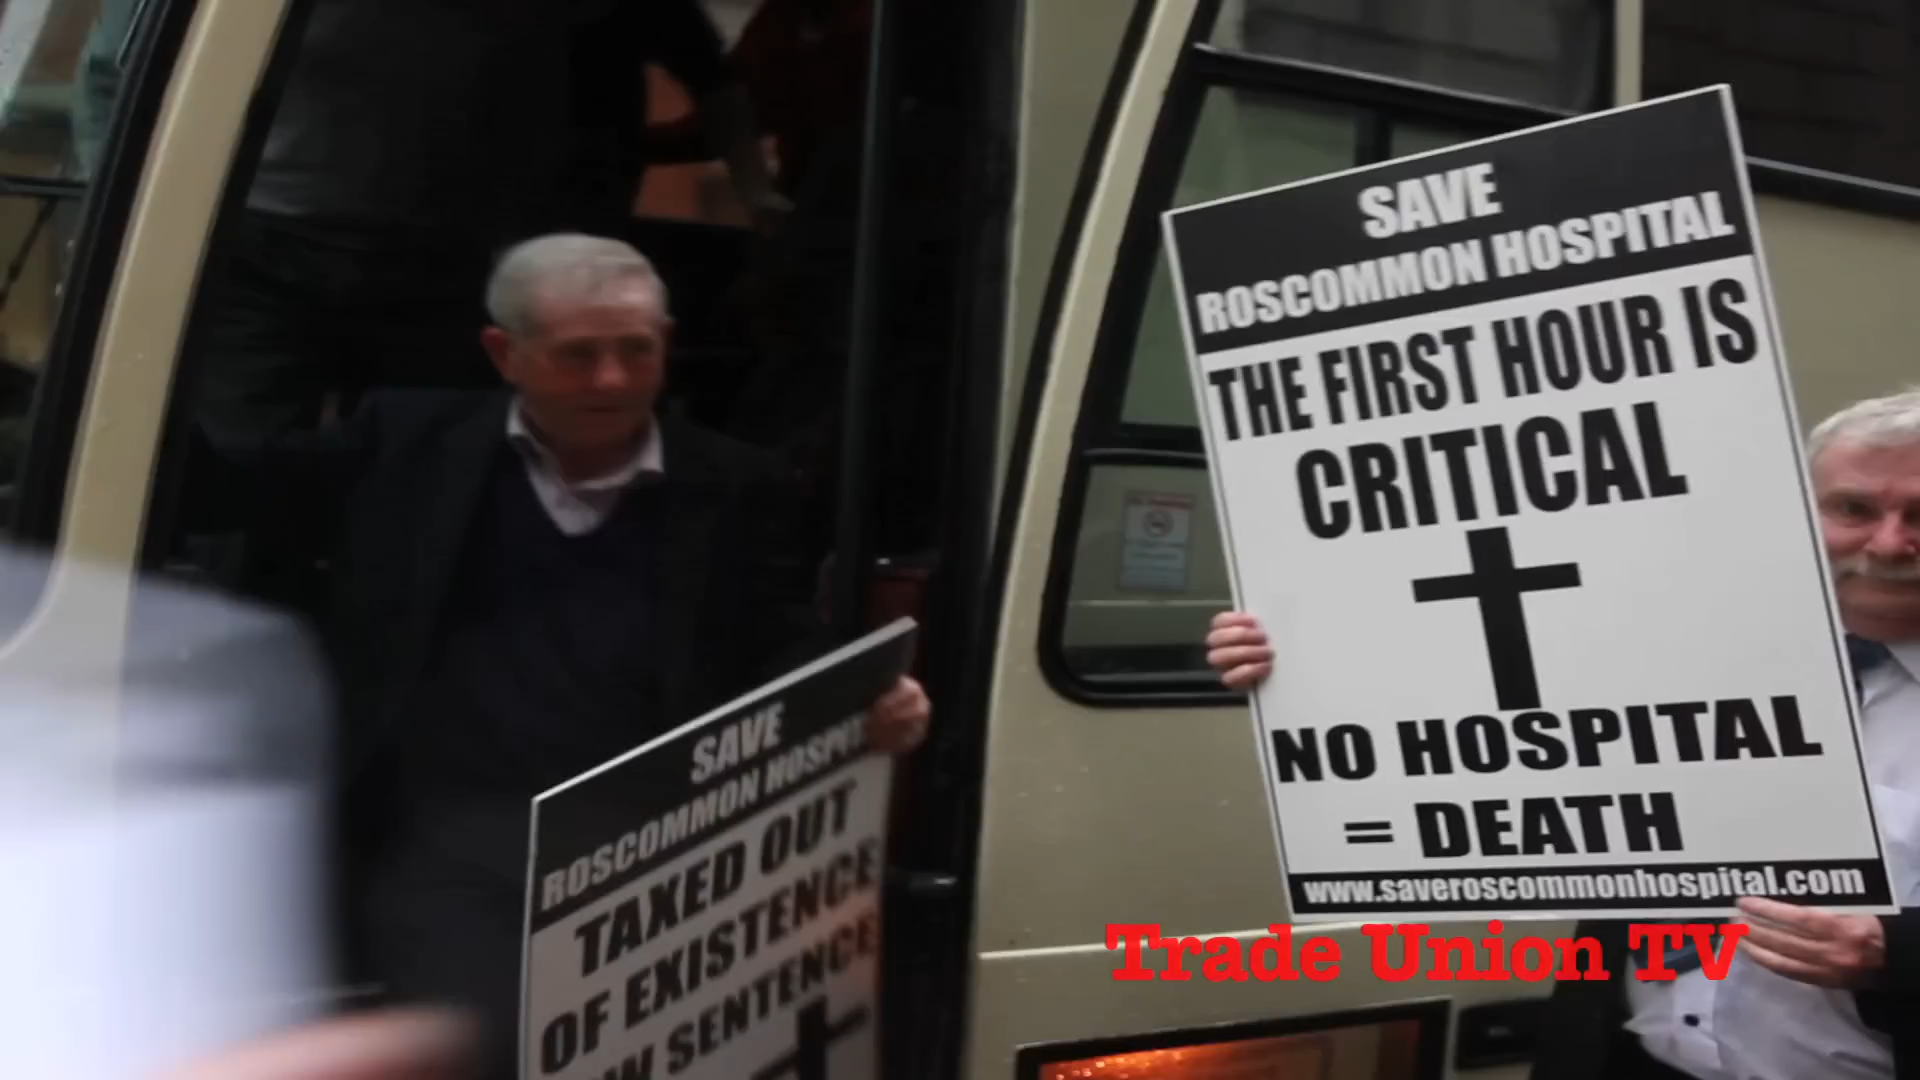 SAVE
ROSCOMMON HOSPITAL
THE FIRST HOUR IS
CRITICAL
NO HOSPITAL
= DEATH
www.saveroscommonhospital.com
SAVE
ROSCOMMON
TAXED OUT
OF EXISTENCE
SENTENCE
Trade Union TV